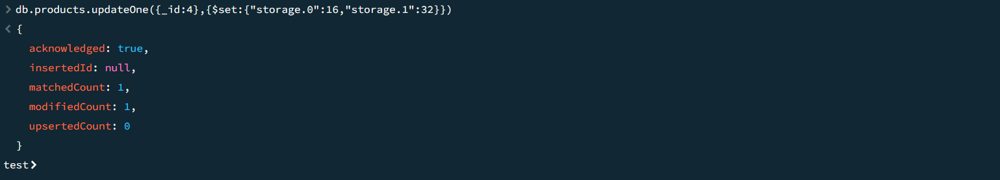 > db.products.updateOne({_id:4},{$set:{"storage.0":16,"storage.1":32}})
< {
acknowledged: true,
insertedId: null,
matchedCount: 1,
modifiedCount: 1,
upsertedCount: 0
}
test>